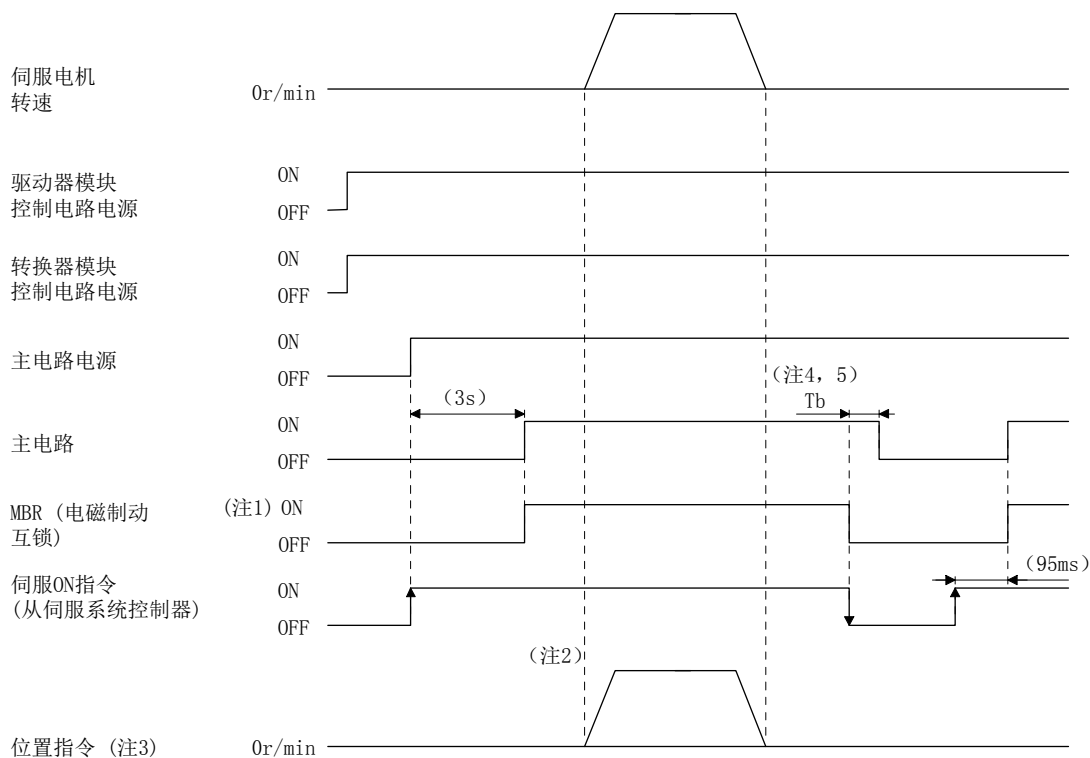 伺服电机
转速
0r/min
驱动器模块
控制电路电源
ON
OFF
转换器模块
控制电路电源
ON
OFF
主电路电源
ON
OFF
（3s）
（注4，5）
Tb
主电路
ON
OFF
MBR (电磁制动
互锁)
(注1) ON
OFF
（95ms）
伺服ON指令
(从伺服系统控制器)
ON
OFF
（注2）
位置指令 (注3)
0r/min